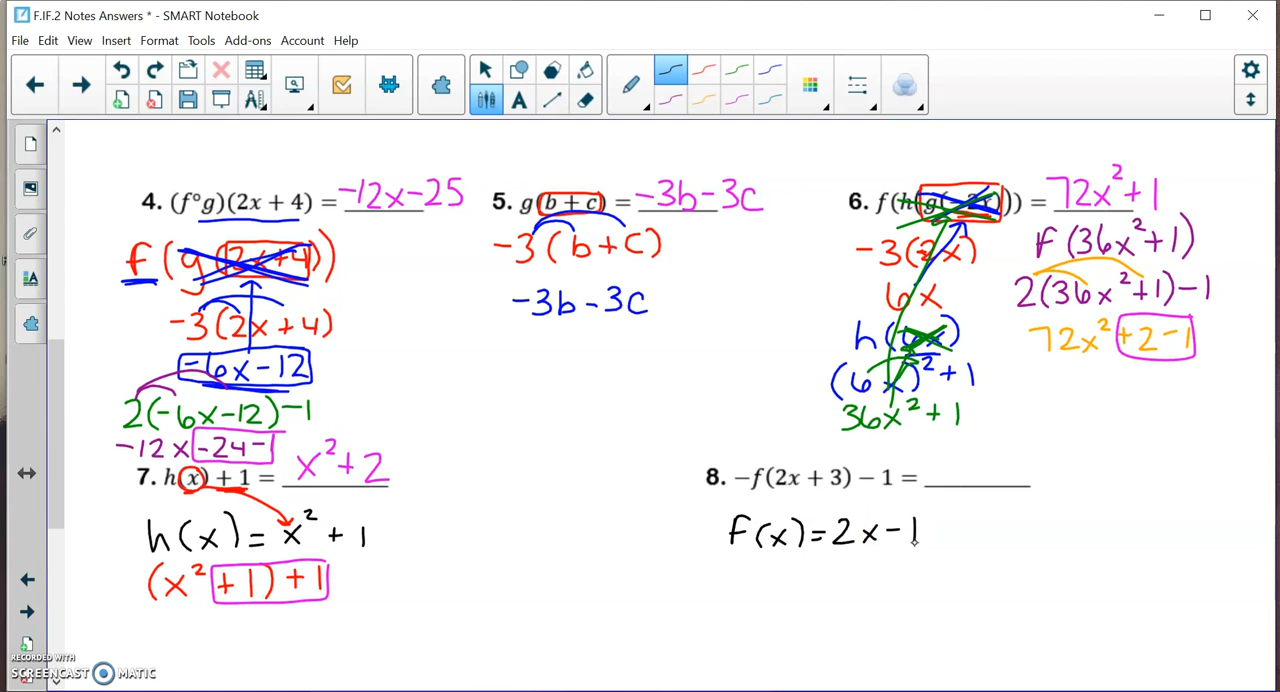 F.IF.2 Notes Answers * - SMART Notebook
File Edit View Insert Format Tools Add-ons Account Help
4. (f°g)(2x + 4) = -12x-25
f(g(2x+4))
-3(2x+4)
-6x-12
2(-6x-12)-1
-12x-24-1
5. g(b + c) = -3b-3c
-3(b+c)
-3b-3c
6. f(h(g(-2x))) = 72x²+1
-3(2x)
6x
h(6x)
(6x)²+1
36x²+1
f(36x²+1)
2(36x²+1)-1
72x²+2-1
7. h(x) + 1 = x²+2
h(x)=x²+1
(x²+1)+1
8. −f(2x + 3) − 1 = ________
f(x)=2x-1
RECORDED WITH
SCREENCAST MATIC